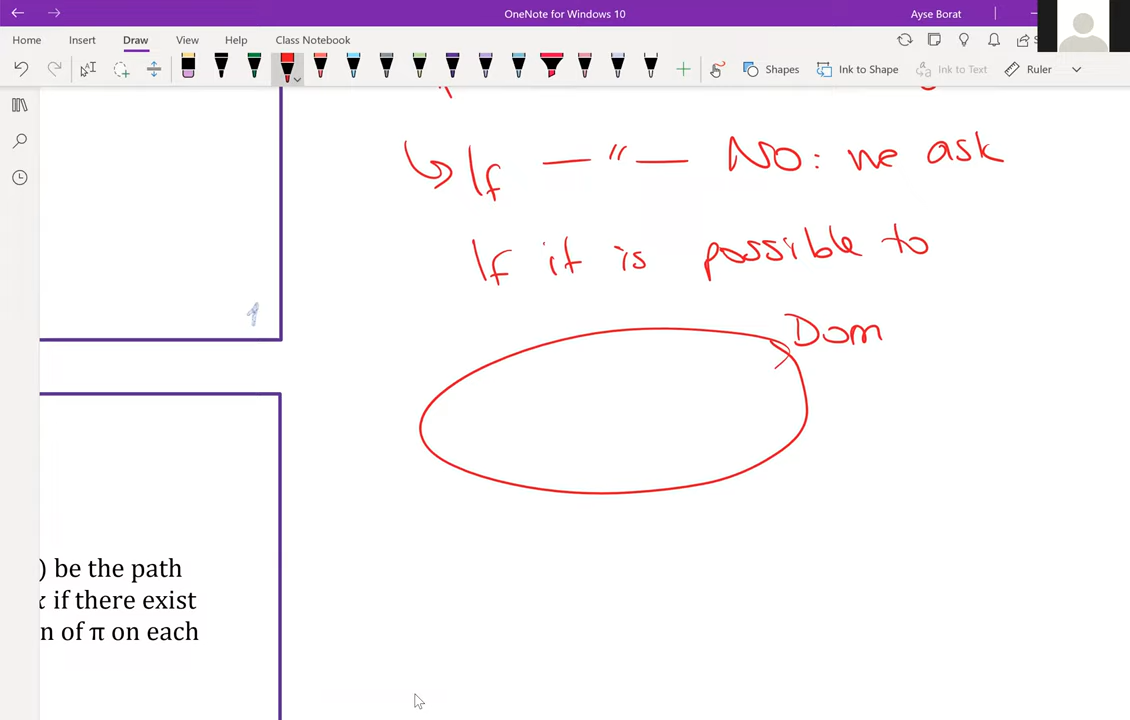 OneNote for Windows 10
Ayse Borat
Home Insert Draw View Help Class Notebook
Shapes Ink to Shape Ink to Text Ruler
↳ If — " — NO: we ask
If it is possible to
Dom
1
) be the path
if there exist
n of π on each